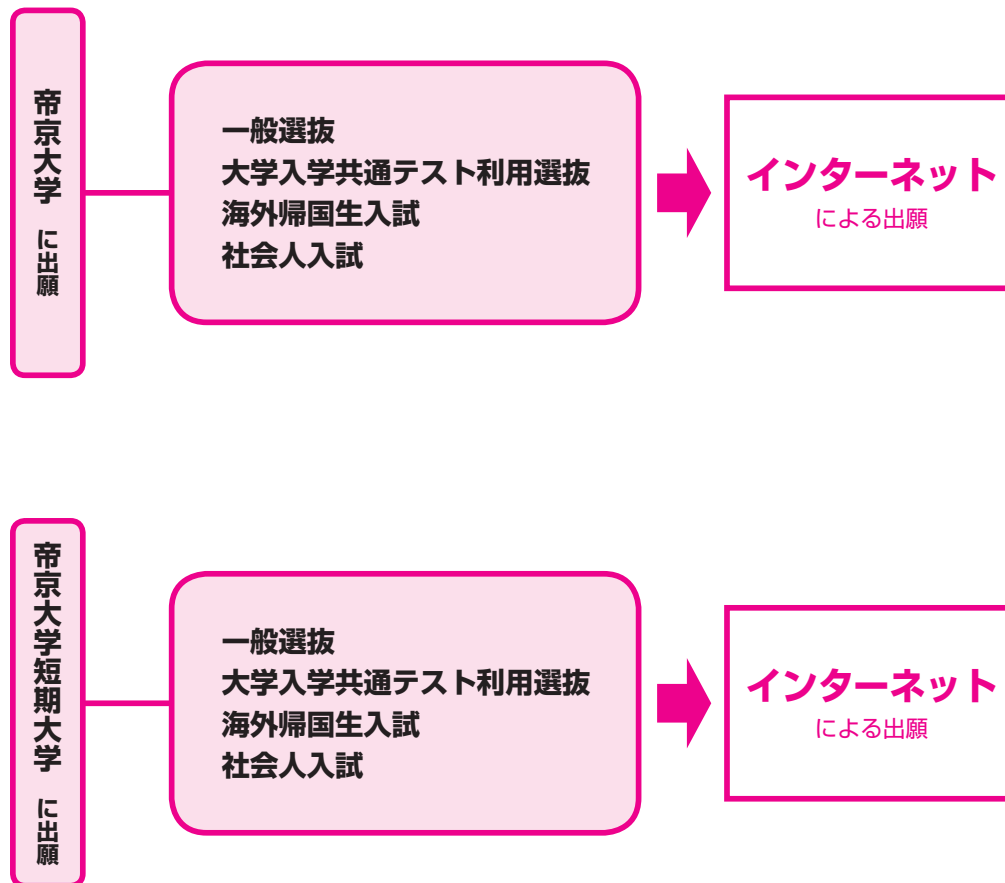 帝京大学 に出願
一般選抜
大学入学共通テスト利用選抜
海外帰国生入試
社会人入試
インターネット
による出願
帝京大学短期大学 に出願
一般選抜
大学入学共通テスト利用選抜
海外帰国生入試
社会人入試
インターネット
による出願